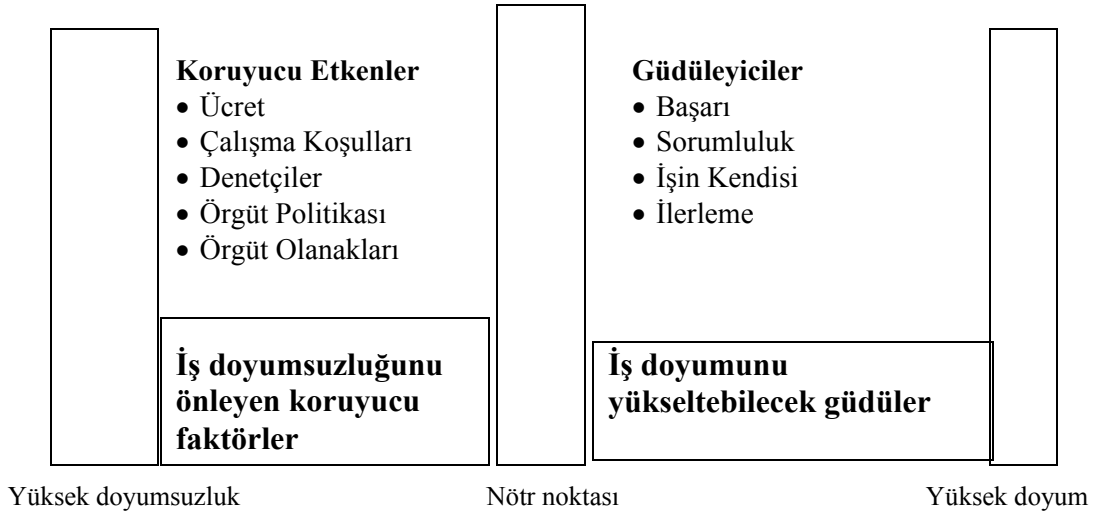 Koruyucu Etkenler
• Ücret
• Çalışma Koşulları
• Denetçiler
• Örgüt Politikası
• Örgüt Olanakları
Güdüleyiciler
• Başarı
• Sorumluluk
• İşin Kendisi
• İlerleme
İş doyumsuzluğunu
önleyen koruyucu
faktörler
İş doyumunu
yükseltebilecek güdüler
Yüksek doyumsuzluk
Nötr noktası
Yüksek doyum